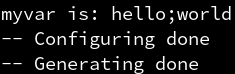 myvar is: hello;world
-- Configuring done
-- Generating done